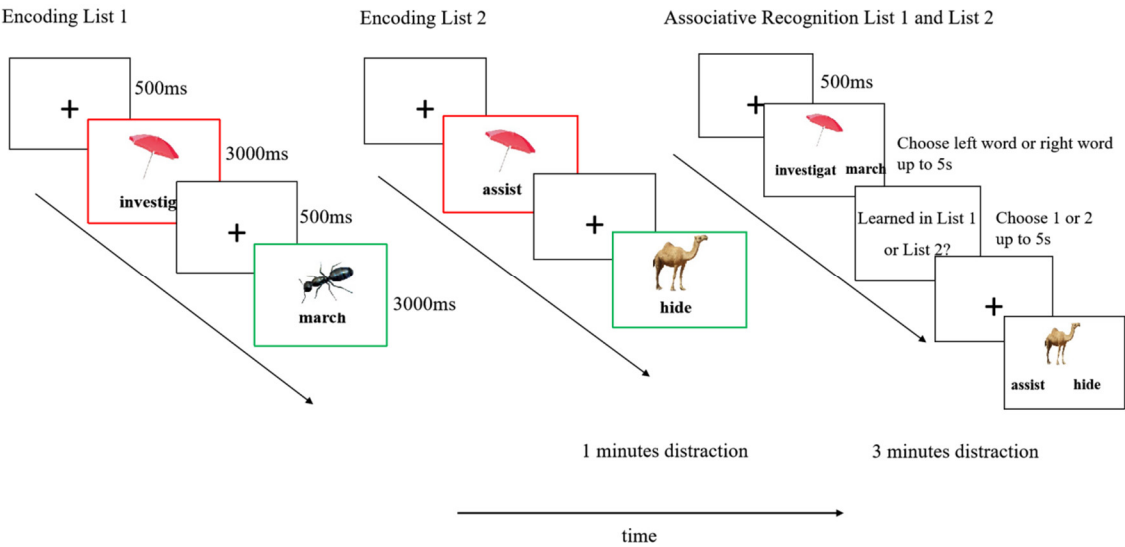 Encoding List 1
Encoding List 2
Associative Recognition List 1 and List 2
500ms
3000ms
investig
500ms
march
3000ms
assist
hide
500ms
investigat march
Choose left word or right word
up to 5s
Learned in List 1
or List 2?
Choose 1 or 2
up to 5s
assist hide
1 minutes distraction
3 minutes distraction
time